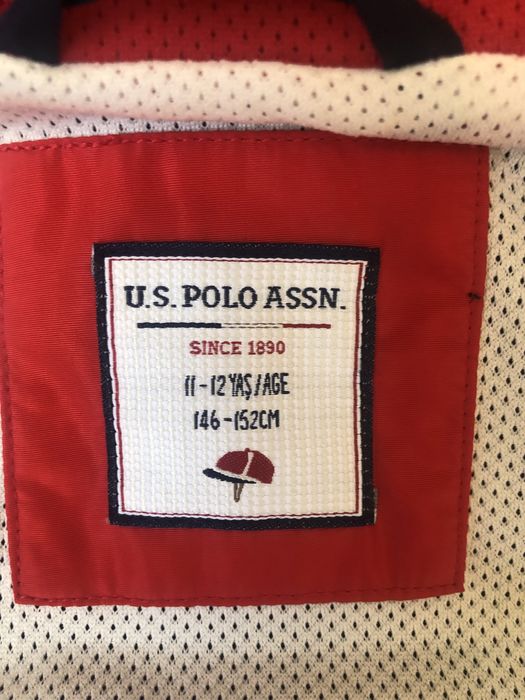 U.S. POLO ASSN.
SINCE 1890
11-12 YAŞ/AGE
146-152CM